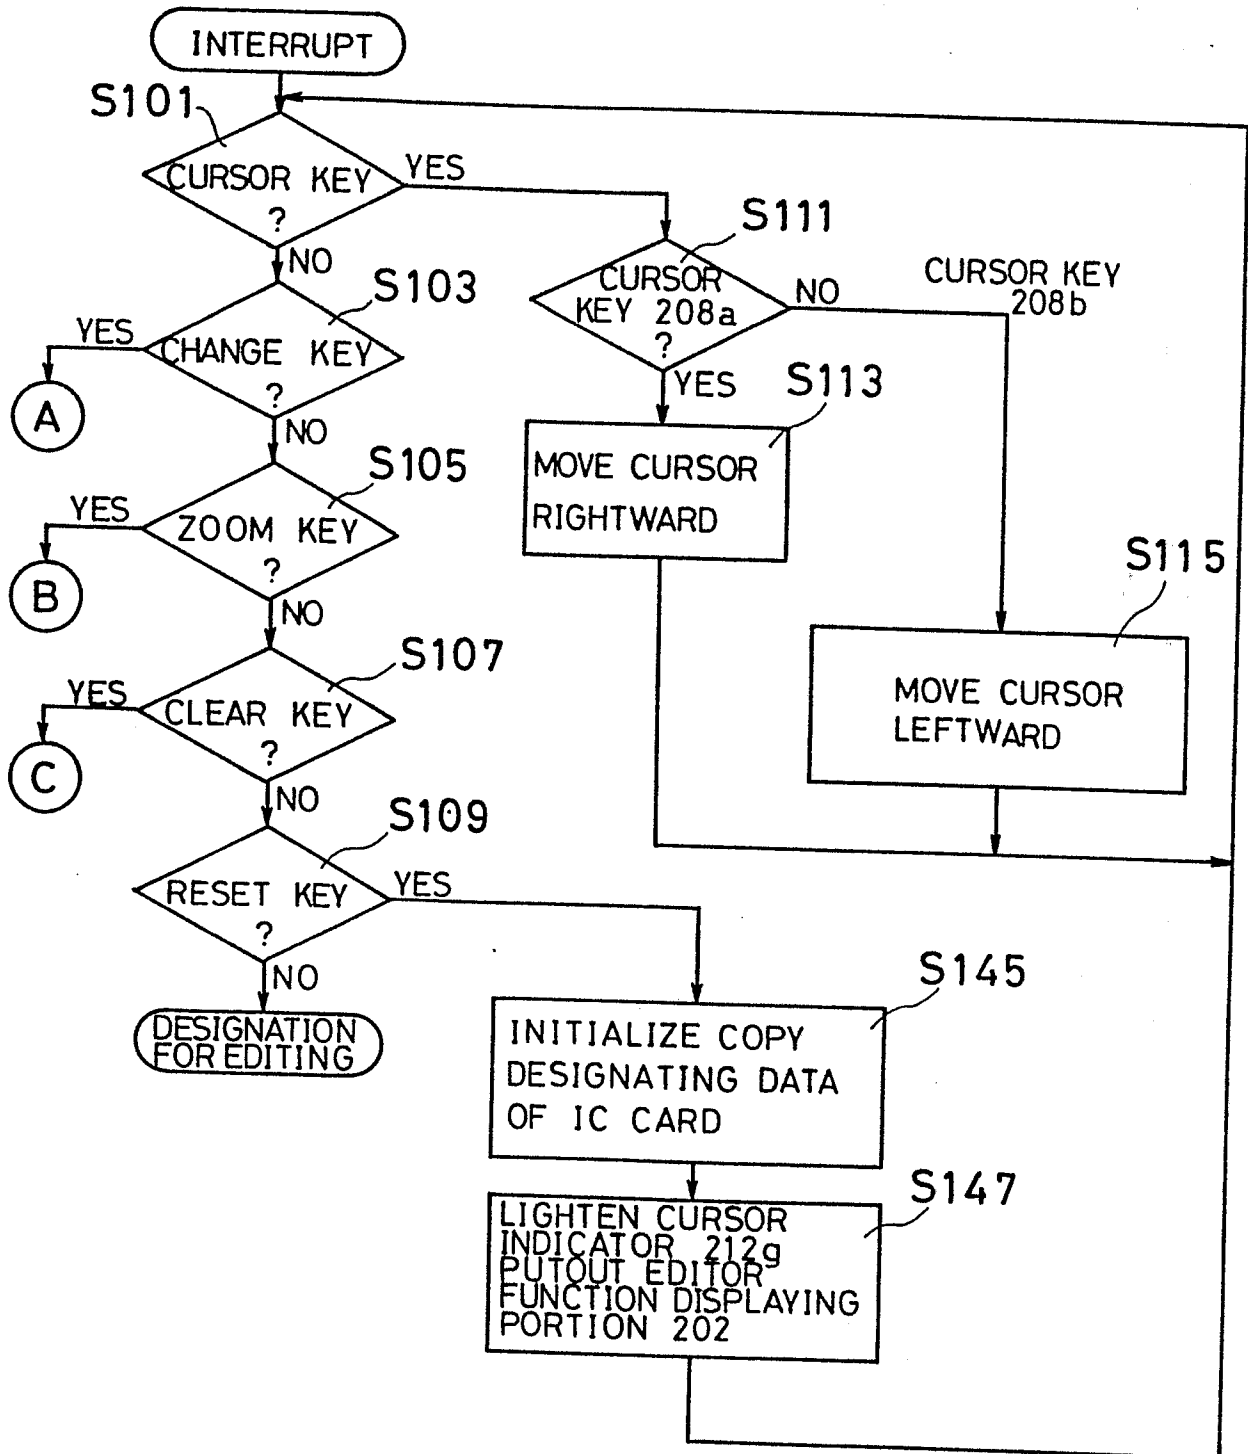 INTERRUPT
S101
CURSOR KEY
?
YES
NO
S111
CURSOR
KEY 208a
?
NO
CURSOR KEY
208b
YES
S103
CHANGE KEY
?
YES
A
NO
S113
MOVE CURSOR
RIGHTWARD
S105
ZOOM KEY
?
YES
B
NO
S115
MOVE CURSOR
LEFTWARD
S107
CLEAR KEY
?
YES
C
NO
S109
RESET KEY
?
YES
NO
DESIGNATION
FOR EDITING
S145
INITIALIZE COPY
DESIGNATING DATA
OF IC CARD
S147
LIGHTEN CURSOR
INDICATOR 212g
PUTOUT EDITOR
FUNCTION DISPLAYING
PORTION 202